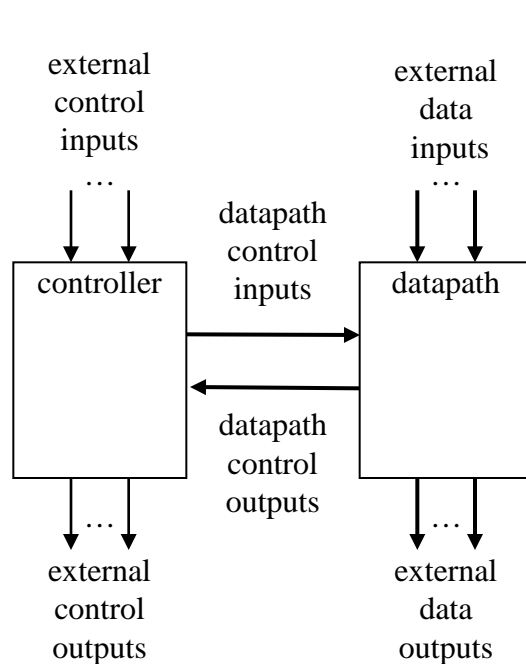 external
control
inputs
…
external
data
inputs
…
datapath
control
inputs
controller
datapath
datapath
control
outputs
…
external
control
outputs
…
external
data
outputs